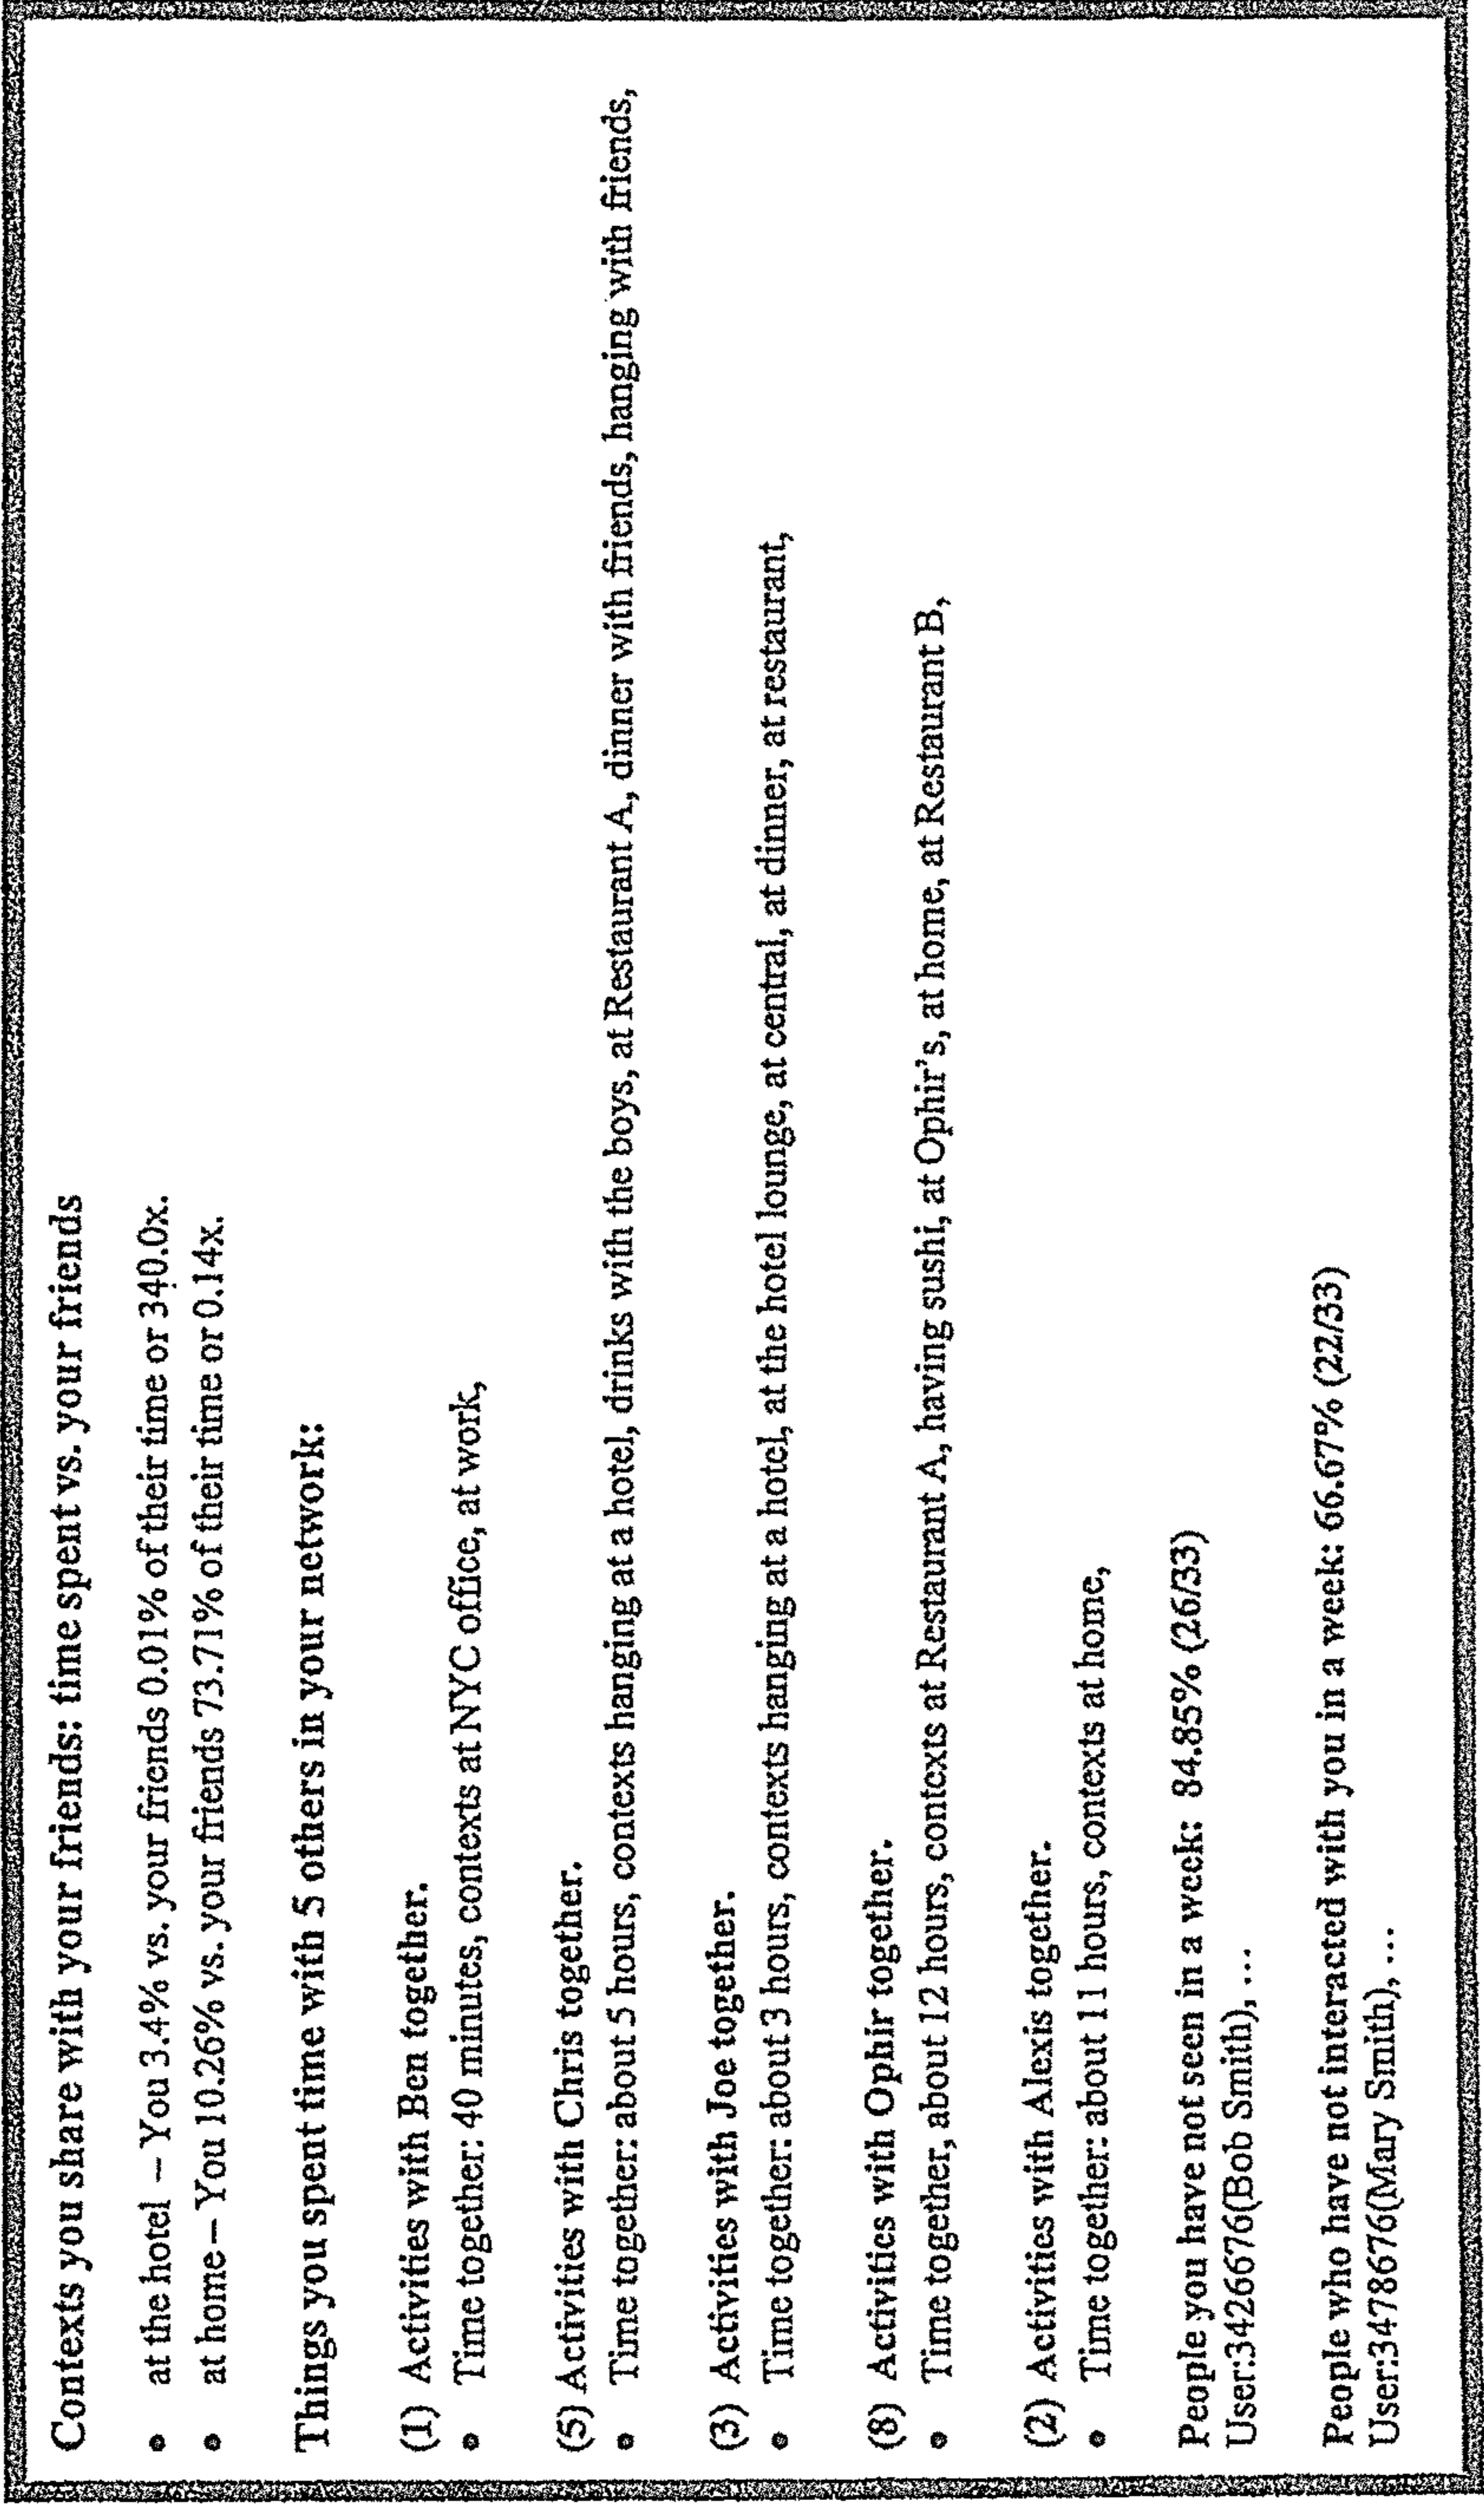 Contexts you share with your friends: time spent vs. your friends
• at the hotel – You 3.4% vs. your friends 0.01% of their time or 340.0x.
• at home – You 10.26% vs. your friends 73.71% of their time or 0.14x.
Things you spent time with 5 others in your network:
(1) Activities with Ben together.
• Time together: 40 minutes, contexts at NYC office, at work,
(5) Activities with Chris together.
• Time together: about 5 hours, contexts hanging at a hotel, drinks with the boys, at Restaurant A, dinner with friends, hanging with friends,
(3) Activities with Joe together.
• Time together: about 3 hours, contexts hanging at a hotel, at the hotel lounge, at central, at dinner, at restaurant,
(8) Activities with Ophir together.
• Time together, about 12 hours, contexts at Restaurant A, having sushi, at Ophir's, at home, at Restaurant B,
(2) Activities with Alexis together.
• Time together: about 11 hours, contexts at home,
People you have not seen in a week: 84.85% (26/33)
User:3426676(Bob Smith), ...
People who have not interacted with you in a week: 66.67% (22/33)
User:3478676(Mary Smith), ...